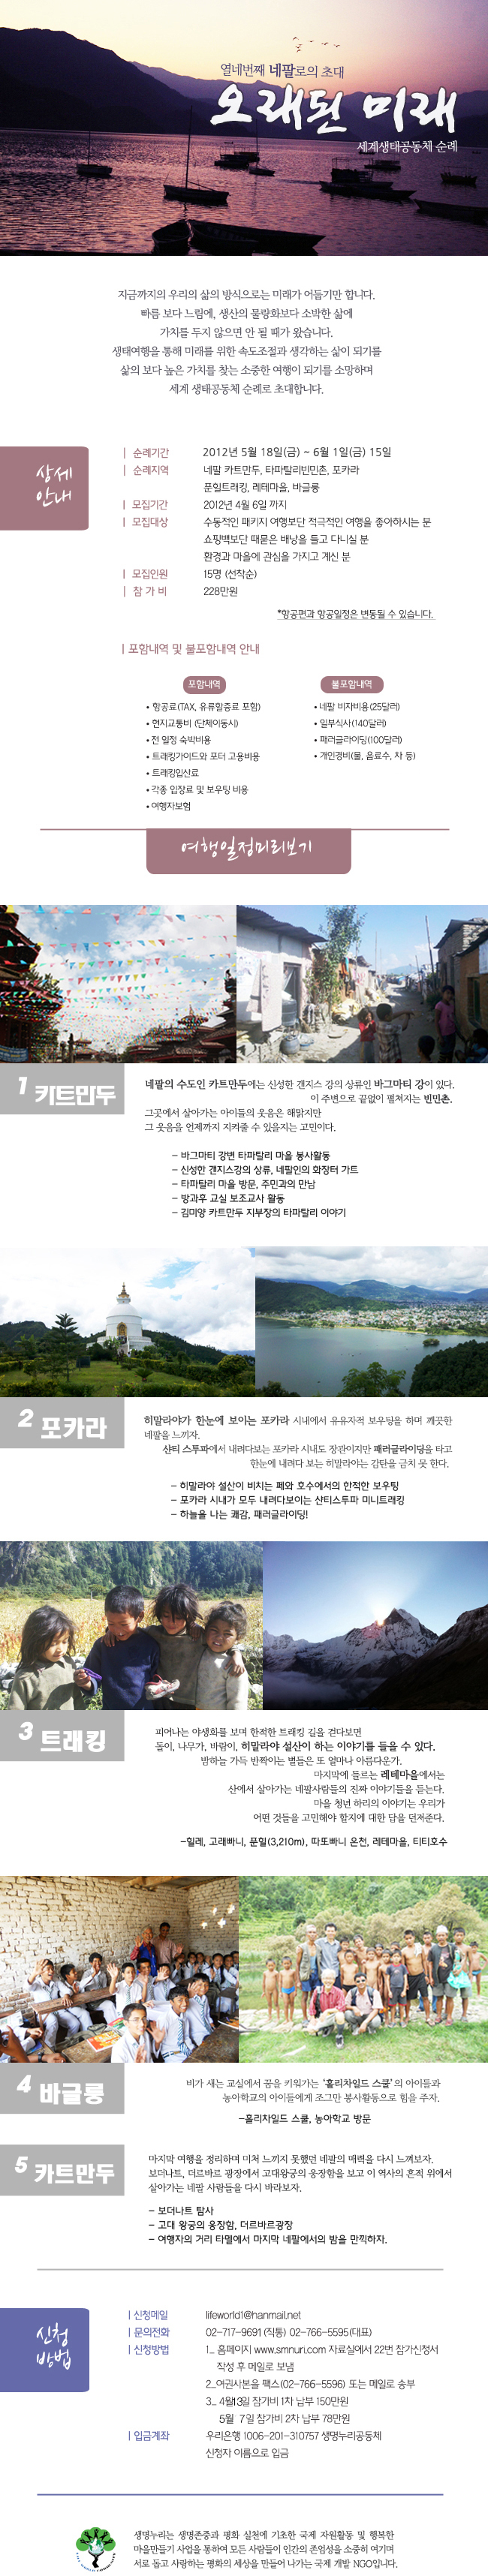 열네번째 네팔로의 초대
오래된 미래
세계생태공동체 순례
지금까지의 우리의 삶의 방식으로는 미래가 어둡기만 합니다.
빠름 보다 느림에, 생산의 물량화보다 소박한 삶에
가치를 두지 않으면 안 될 때가 왔습니다.
생태여행을 통해 미래를 위한 속도조절과 생각하는 삶이 되기를
삶의 보다 높은 가치를 찾는 소중한 여행이 되기를 소망하며
세계 생태공동체 순례로 초대합니다.
상세
안내
| 순례기간 2012년 5월 18일(금) ~ 6월 1일(금) 15일
| 순례지역 네팔 카트만두, 타파탈리빈민촌, 포카라
푼힐트래킹, 레테마을, 바글룽
| 모집기간 2012년 4월 6일 까지
| 모집대상 수동적인 패키지 여행보단 적극적인 여행을 좋아하시는 분
쇼핑백보단 때묻은 배낭을 들고 다니실 분
환경과 마을에 관심을 가지고 계신 분
| 모집인원 15명 (선착순)
| 참 가 비 228만원
*항공편과 항공일정은 변동될 수 있습니다.
| 포함내역 및 불포함내역 안내
포함내역
• 항공료(TAX, 유류할증료 포함)
• 현지교통비 (단체이동시)
• 전 일정 숙박비용
• 트래킹가이드와 포터 고용비용
• 트래킹입산료
• 각종 입장료 및 보우팅 비용
• 여행자보험
불포함내역
• 네팔 비자비용(25달러)
• 일부식사(140달러)
• 패러글라이딩(100달러)
• 개인경비(물, 음료수, 차 등)
여행일정미리보기
1 카트만두
네팔의 수도인 카트만두에는 신성한 갠지스 강의 상류인 바그마티 강이 있다.
이 주변으로 끝없이 펼쳐지는 빈민촌.
그곳에서 살아가는 아이들의 웃음은 해맑지만
그 웃음을 언제까지 지켜줄 수 있을지는 고민이다.
- 바그마티 강변 타파탈리 마을 봉사활동
- 신성한 갠지스강의 상류, 네팔인의 화장터 가트
- 타파탈리 마을 방문, 주민과의 만남
- 방과후 교실 보조교사 활동
- 김미양 카트만두 지부장의 타파탈리 이야기
2 포카라
히말라야가 한눈에 보이는 포카라 시내에서 유유자적 보우팅을 하며 깨끗한
네팔을 느끼자.
샨티 스투파에서 내려다보는 포카라 시내도 장관이지만 패러글라이딩을 타고
한눈에 내려다 보는 히말라야는 감탄을 금치 못 한다.
- 히말라야 설산이 비치는 페와 호수에서의 한적한 보우팅
- 포카라 시내가 모두 내려다보이는 샨티스투파 미니트래킹
- 하늘을 나는 쾌감, 패러글라이딩!
3 트래킹
피어나는 야생화를 보며 한적한 트래킹 길을 걷다보면
돌이, 나무가, 바람이, 히말라야 설산이 하는 이야기를 들을 수 있다.
밤하늘 가득 반짝이는 별들은 또 얼마나 아름다운가.
마지막에 들르는 레테마을에서는
산에서 살아가는 네팔사람들의 진짜 이야기들을 듣는다.
마을 청년 하리의 이야기는 우리가
어떤 것들을 고민해야 할지에 대한 답을 던져준다.
-힐레, 고래빠니, 푼힐(3,210m), 따또빠니 온천, 레테마을, 티티호수
4 바글룽
비가 새는 교실에서 꿈을 키워가는 '홀리차일드 스쿨'의 아이들과
농아학교의 아이들에게 조그만 봉사활동으로 힘을 주자.
-홀리차일드 스쿨, 농아학교 방문
5 카트만두
마지막 여행을 정리하며 미처 느끼지 못했던 네팔의 매력을 다시 느껴보자.
보더나트, 더르바르 광장에서 고대왕궁의 웅장함을 보고 이 역사의 흔적 위에서
살아가는 네팔 사람들을 다시 바라보자.
- 보더나트 탐사
- 고대 왕궁의 웅장함, 더르바르광장
- 여행자의 거리 타멜에서 마지막 네팔에서의 밤을 만끽하자.
신청
방법
| 신청메일 lifeworld1@hanmail.net
| 문의전화 02-717-9691(직통) 02-766-5595(대표)
| 신청방법 1_ 홈페이지 www.smnuri.com 자료실에서 22번 참가신청서
작성 후 메일로 보냄
2_여권사본을 팩스(02-766-5596) 또는 메일로 송부
3_ 4월13일 참가비 1차 납부 150만원
5월 7일 참가비 2차 납부 78만원
| 입금계좌 우리은행 1006-201-310757 생명누리공동체
신청자 이름으로 입금
생명누리는 생명존중과 평화 실천에 기초한 국제 자원활동 및 행복한
마을만들기 사업을 통하여 모든 사람들이 인간의 존엄성을 소중히 여기며
서로 돕고 사랑하는 평화의 세상을 만들어 나가는 국제 개발 NGO입니다.